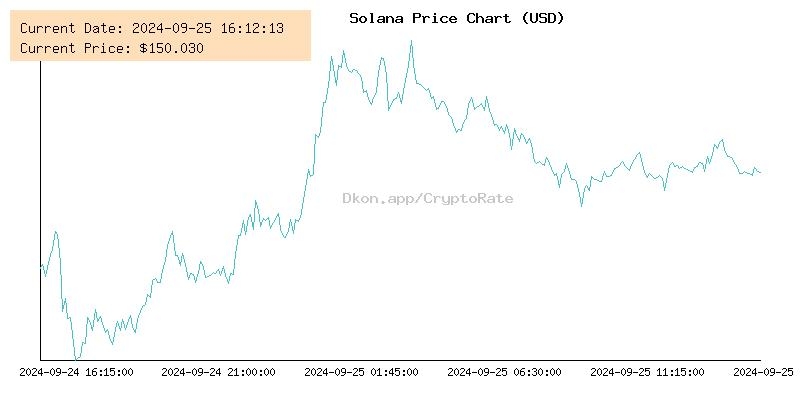 Solana Price Chart (USD)
Current Date: 2024-09-25 16:12:13
Current Price: $150.030
Dkon.app/CryptoRate
2024-09-24 16:15:00 2024-09-24 21:00:00 2024-09-25 01:45:00 2024-09-25 06:30:00 2024-09-25 11:15:00 2024-09-25